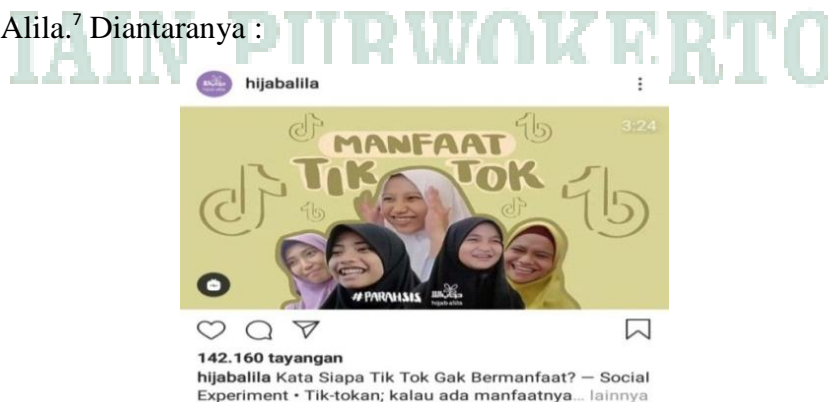 Alila.⁷ Diantaranya :
IAIN PURWOKERTO
hijabalila
3:24
MANFAAT
TIK TOK
#PARAHSIS
hijab alila
142.160 tayangan
hijabalila Kata Siapa Tik Tok Gak Bermanfaat? — Social
Experiment • Tik-tokan; kalau ada manfaatnya... lainnya